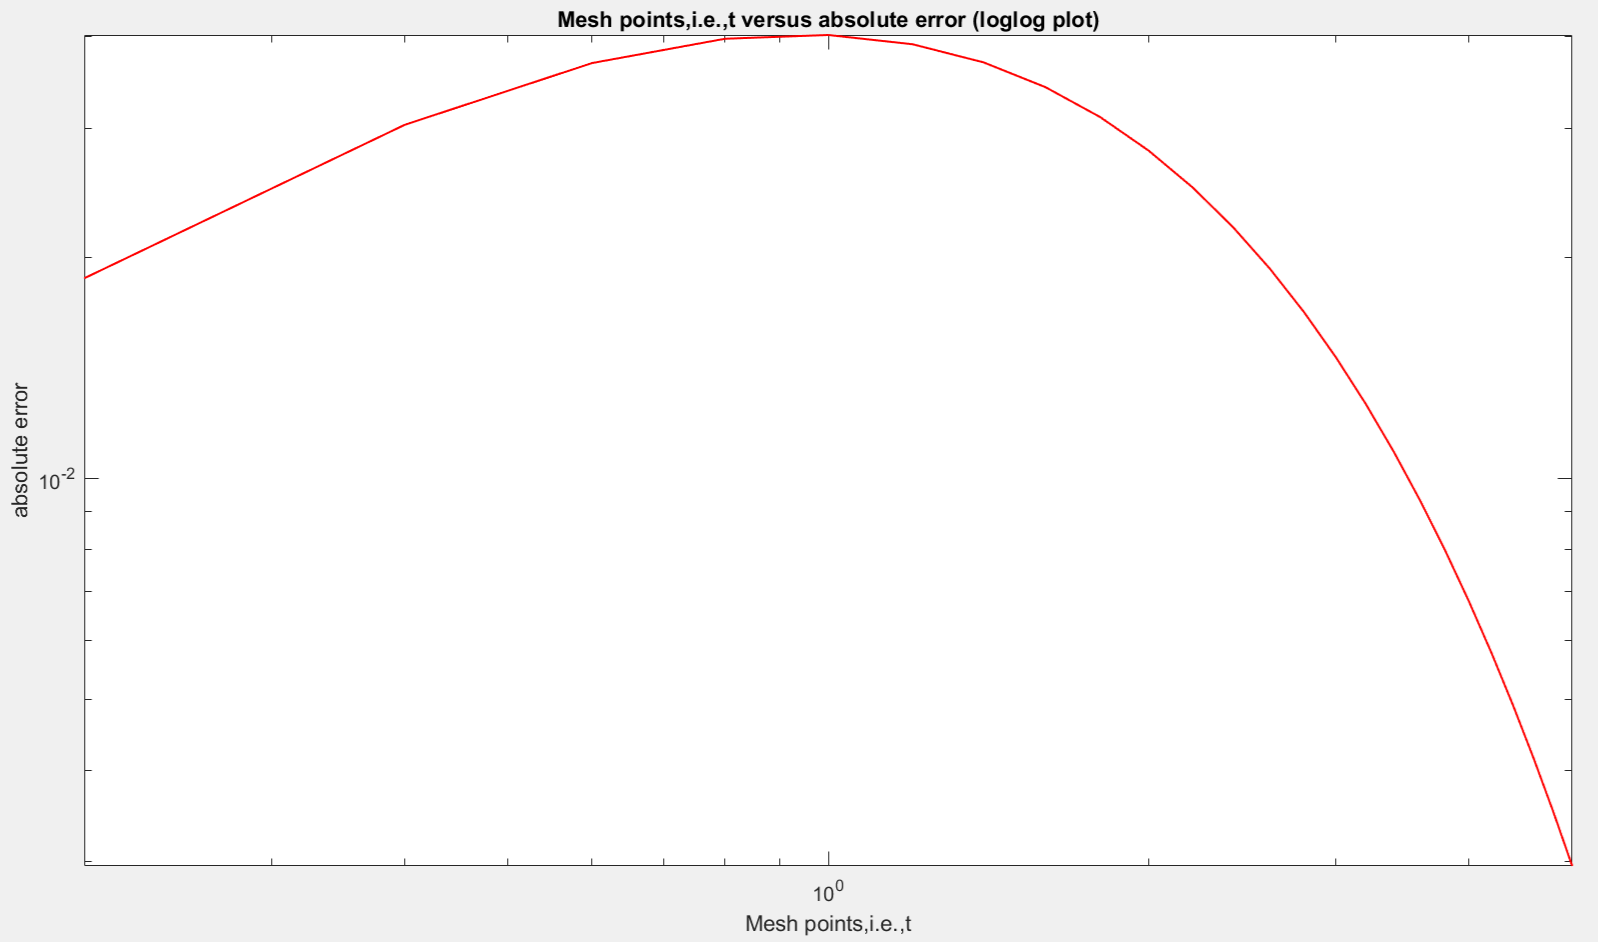 Mesh points,i.e.,t versus absolute error (loglog plot)
absolute error
10^-2
10^0
Mesh points,i.e.,t